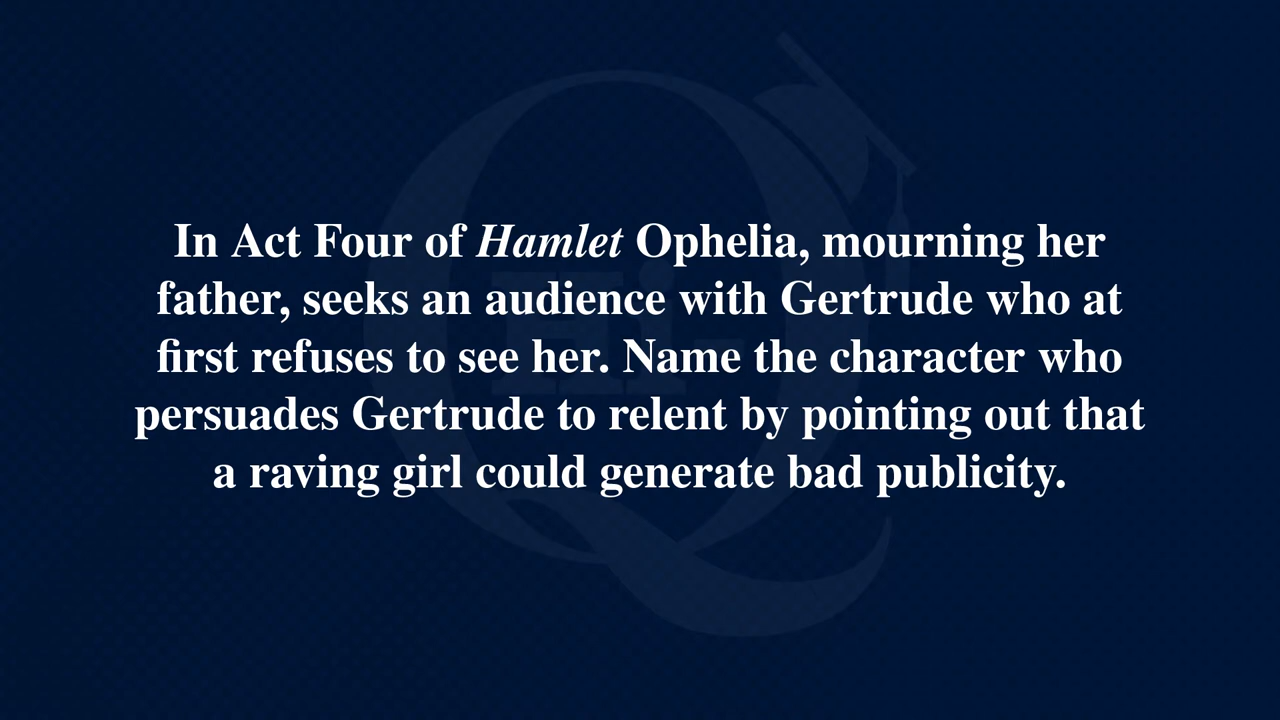 In Act Four of Hamlet Ophelia, mourning her
father, seeks an audience with Gertrude who at
first refuses to see her. Name the character who
persuades Gertrude to relent by pointing out that
a raving girl could generate bad publicity.